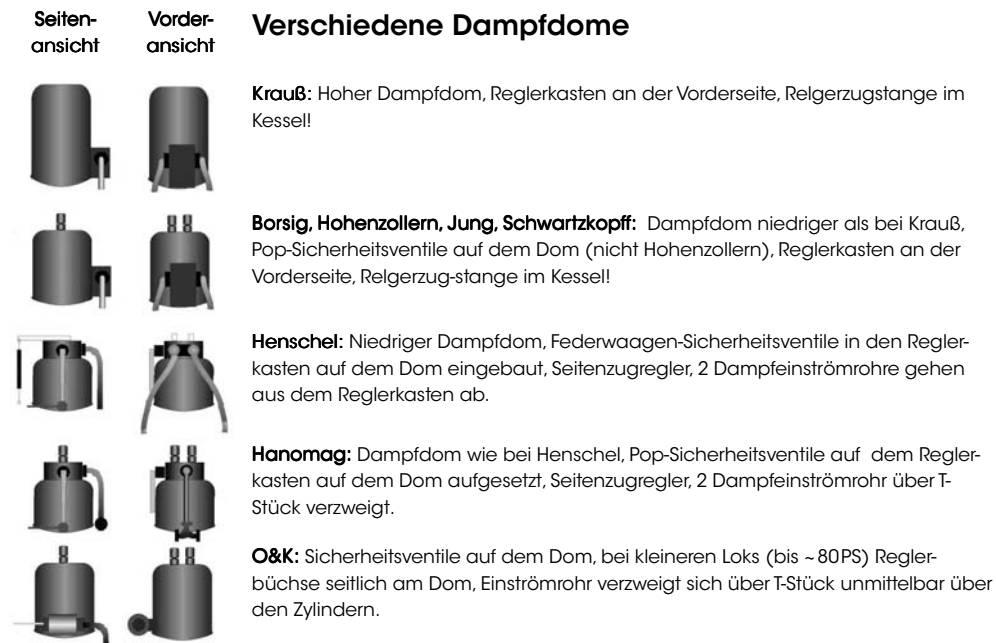 Seiten-
ansicht
Vorder-
ansicht
Verschiedene Dampfdome
Krauß: Hoher Dampfdom, Reglerkasten an der Vorderseite, Relgerzugstange im
Kessel!
Borsig, Hohenzollern, Jung, Schwartzkopff: Dampfdom niedriger als bei Krauß,
Pop-Sicherheitsventile auf dem Dom (nicht Hohenzollern), Reglerkasten an der
Vorderseite, Relgerzug-stange im Kessel!
Henschel: Niedriger Dampfdom, Federwaagen-Sicherheitsventile in den Regler-
kasten auf dem Dom eingebaut, Seitenzugregler, 2 Dampfeinströmrohre gehen
aus dem Reglerkasten ab.
Hanomag: Dampfdom wie bei Henschel, Pop-Sicherheitsventile auf dem Regler-
kasten auf dem Dom aufgesetzt, Seitenzugregler, 2 Dampfeinströmrohr über T-
Stück verzweigt.
O&K: Sicherheitsventile auf dem Dom, bei kleineren Loks (bis ~80PS) Regler-
büchse seitlich am Dom, Einströmrohr verzweigt sich über T-Stück unmittelbar über
den Zylindern.